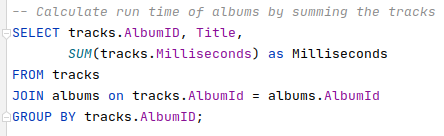 -- Calculate run time of albums by summing the tracks
SELECT tracks.AlbumID, Title,
       SUM(tracks.Milliseconds) as Milliseconds
FROM tracks
JOIN albums on tracks.AlbumId = albums.AlbumId
GROUP BY tracks.AlbumID;